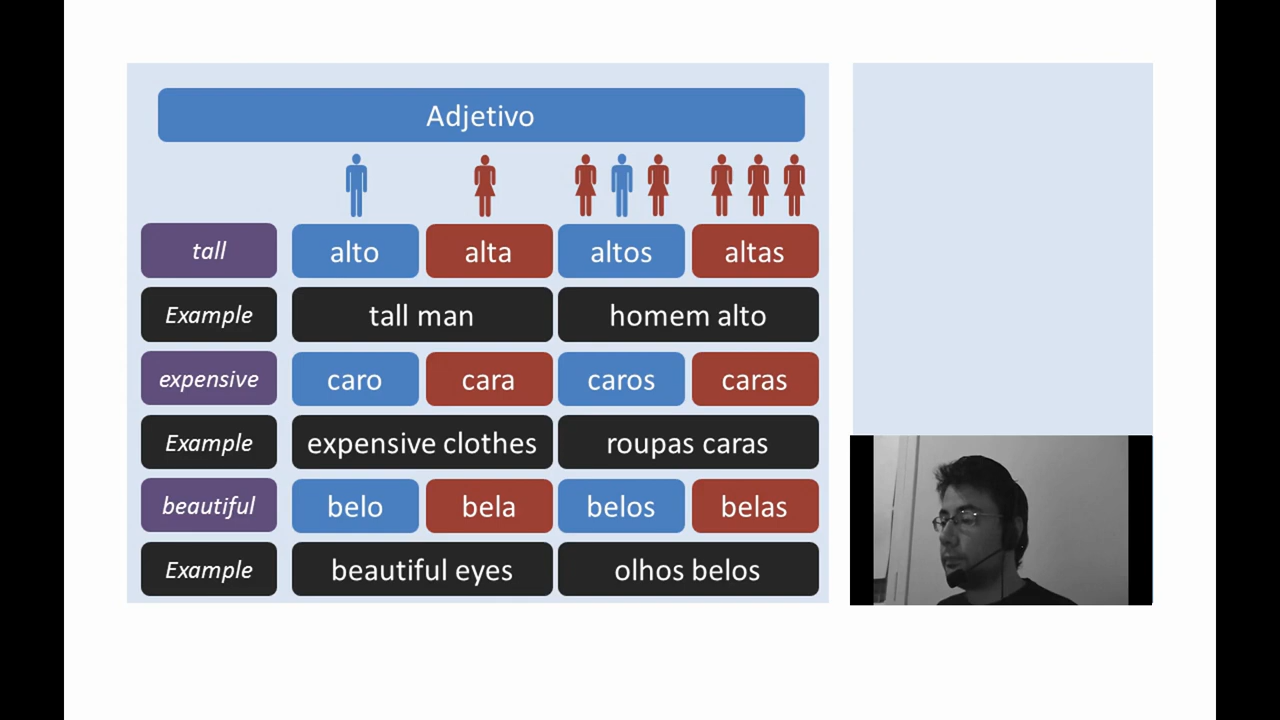 Adjetivo
tall alto alta altos altas
Example tall man homem alto
expensive caro cara caros caras
Example expensive clothes roupas caras
beautiful belo bela belos belas
Example beautiful eyes olhos belos